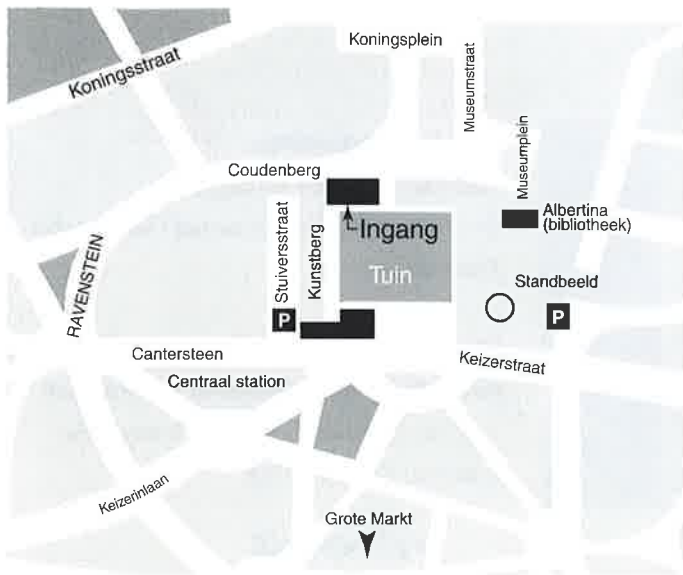 Koningsplein
Koningsstraat
Museumstraat
Museumplein
Coudenberg
Albertina
(bibliotheek)
Ingang
Stuiversstraat
Kunstberg
RAVENSTEIN
Tuin
Standbeeld
P
P
Cantersteen
Keizerstraat
Centraal station
Keizerinlaan
Grote Markt